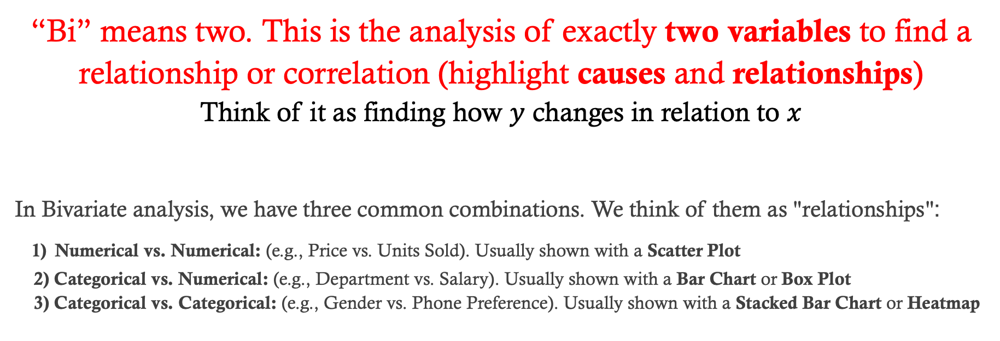 “Bi” means two. This is the analysis of exactly two variables to find a
relationship or correlation (highlight causes and relationships)
Think of it as finding how y changes in relation to x
In Bivariate analysis, we have three common combinations. We think of them as "relationships":
1) Numerical vs. Numerical: (e.g., Price vs. Units Sold). Usually shown with a Scatter Plot
2) Categorical vs. Numerical: (e.g., Department vs. Salary). Usually shown with a Bar Chart or Box Plot
3) Categorical vs. Categorical: (e.g., Gender vs. Phone Preference). Usually shown with a Stacked Bar Chart or Heatmap